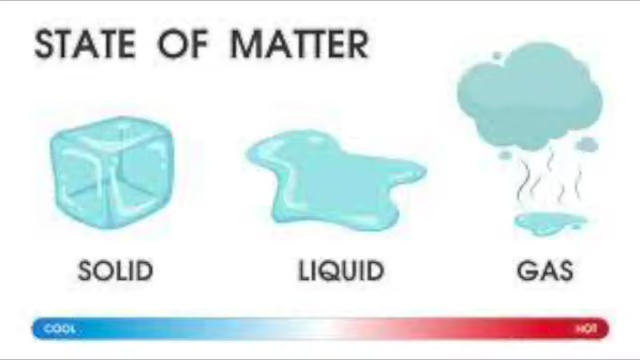 STATE OF MATTER
SOLID
LIQUID
GAS
COOL
HOT